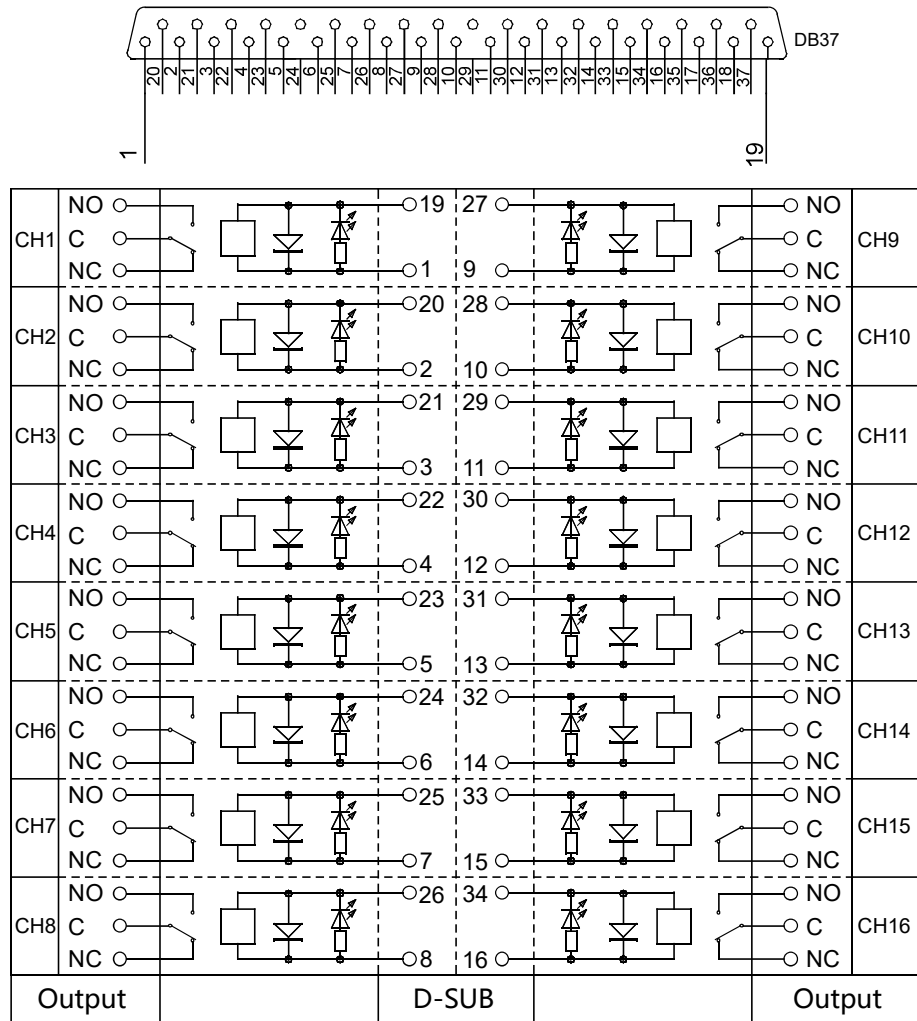 DB37
20 2 21 3 22 4 23 5 24 6 25 7 26 8 27 9 28 10 29 11 30 12 31 13 32 14 33 15 34 16 35 17 36 18 37
1 19
NO 19 27 NO
CH1 C C CH9
NC 1 9 NC
NO 20 28 NO
CH2 C C CH10
NC 2 10 NC
NO 21 29 NO
CH3 C C CH11
NC 3 11 NC
NO 22 30 NO
CH4 C C CH12
NC 4 12 NC
NO 23 31 NO
CH5 C C CH13
NC 5 13 NC
NO 24 32 NO
CH6 C C CH14
NC 6 14 NC
NO 25 33 NO
CH7 C C CH15
NC 7 15 NC
NO 26 34 NO
CH8 C C CH16
NC 8 16 NC
Output D-SUB Output